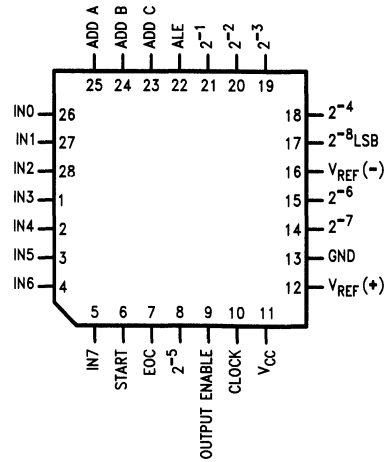 ADD A
ADD B
ADD C
ALE
2⁻¹
2⁻²
2⁻³
25 24 23 22 21 20 19
IN0 26
IN1 27
IN2 28
IN3 1
IN4 2
IN5 3
IN6 4
18 2⁻⁴
17 2⁻⁸LSB
16 VREF(−)
15 2⁻⁶
14 2⁻⁷
13 GND
12 VREF(+)
5 6 7 8 9 10 11
IN7
START
EOC
2⁻⁵
OUTPUT ENABLE
CLOCK
VCC